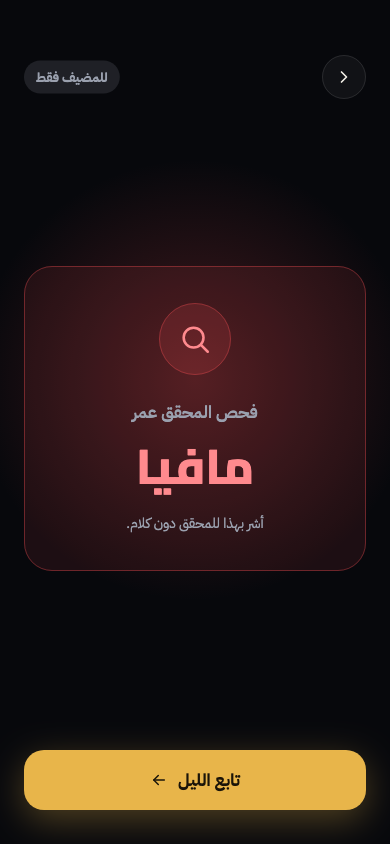 للمضيف فقط
فحص المحقق عمر
مافيا
أشر بهذا للمحقق دون كلام.
تابع الليل